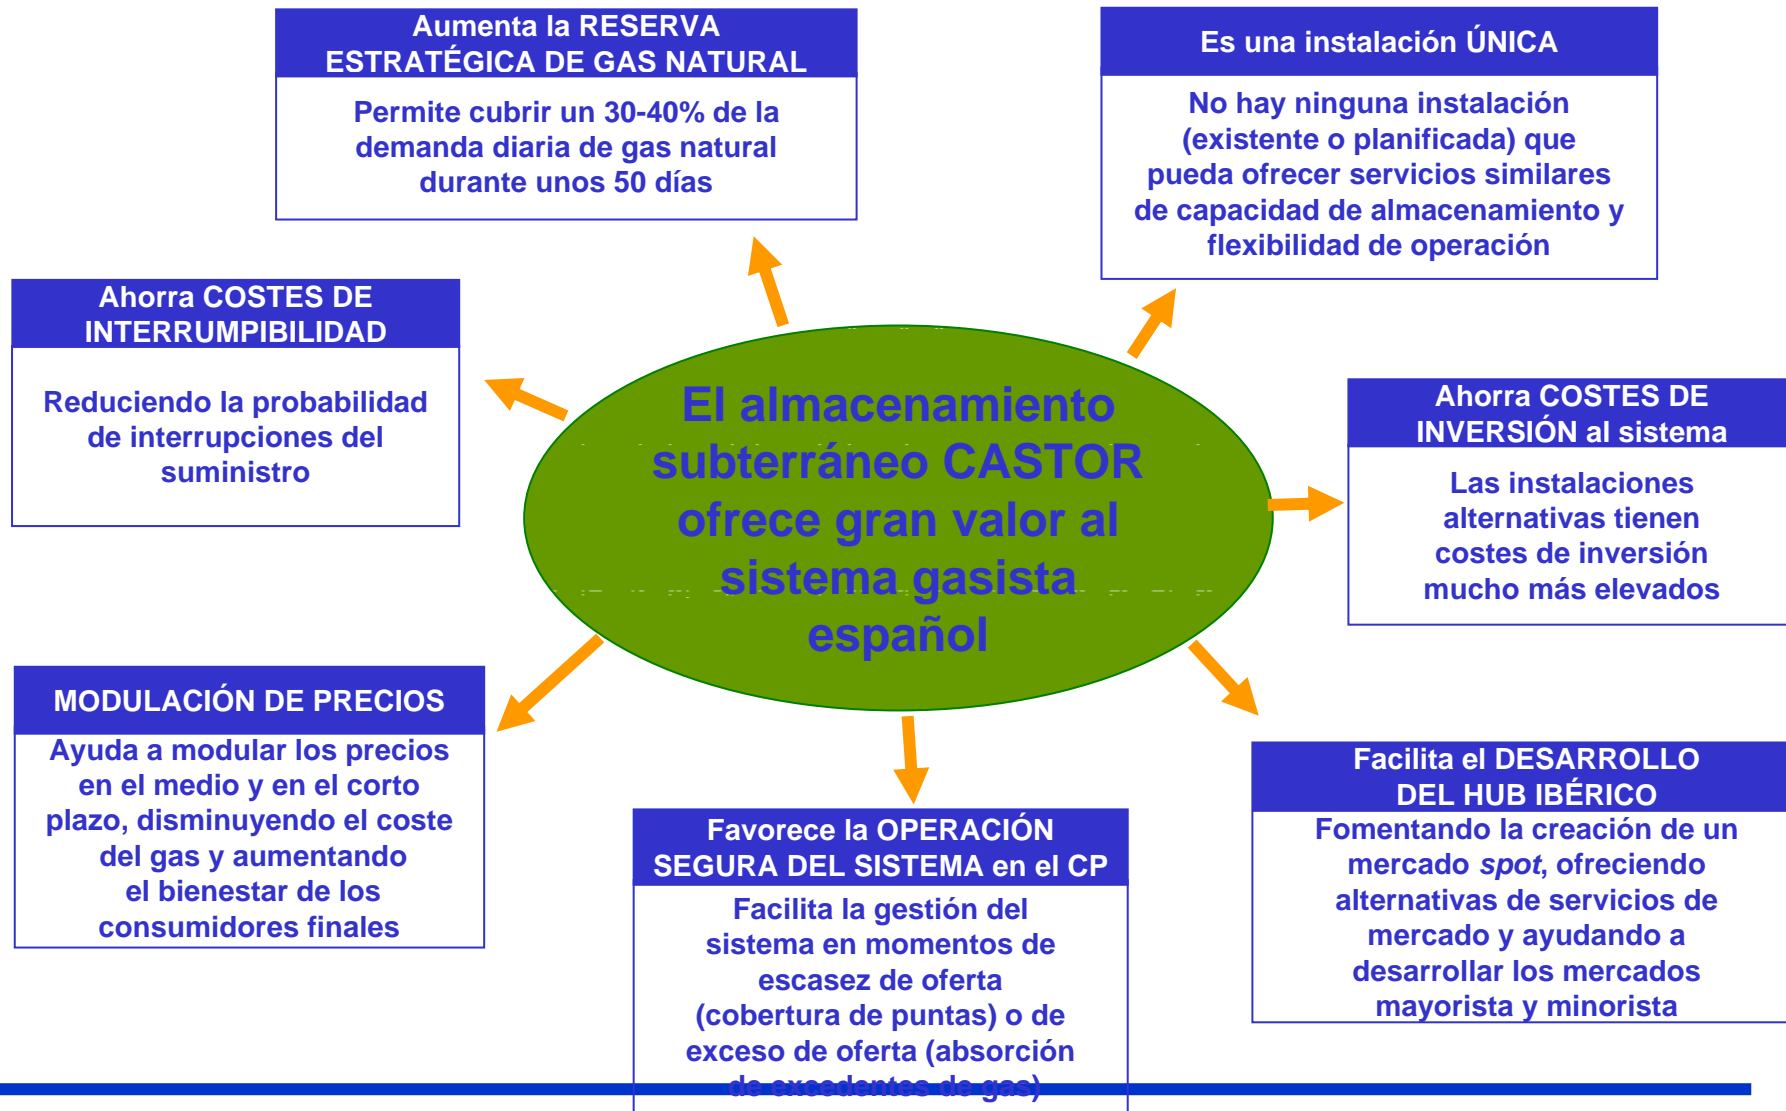 Aumenta la RESERVA
ESTRATÉGICA DE GAS NATURAL
Permite cubrir un 30-40% de la
demanda diaria de gas natural
durante unos 50 días
Es una instalación ÚNICA
No hay ninguna instalación
(existente o planificada) que
pueda ofrecer servicios similares
de capacidad de almacenamiento y
flexibilidad de operación
Ahorra COSTES DE
INTERRUMPIBILIDAD
Reduciendo la probabilidad
de interrupciones del
suministro
El almacenamiento
subterráneo CASTOR
ofrece gran valor al
sistema gasista
español
Ahorra COSTES DE
INVERSIÓN al sistema
Las instalaciones
alternativas tienen
costes de inversión
mucho más elevados
MODULACIÓN DE PRECIOS
Ayuda a modular los precios
en el medio y en el corto
plazo, disminuyendo el coste
del gas y aumentando
el bienestar de los
consumidores finales
Favorece la OPERACIÓN
SEGURA DEL SISTEMA en el CP
Facilita la gestión del
sistema en momentos de
escasez de oferta
(cobertura de puntas) o de
exceso de oferta (absorción
de excedentes de gas)
Facilita el DESARROLLO
DEL HUB IBÉRICO
Fomentando la creación de un
mercado spot, ofreciendo
alternativas de servicios de
mercado y ayudando a
desarrollar los mercados
mayorista y minorista